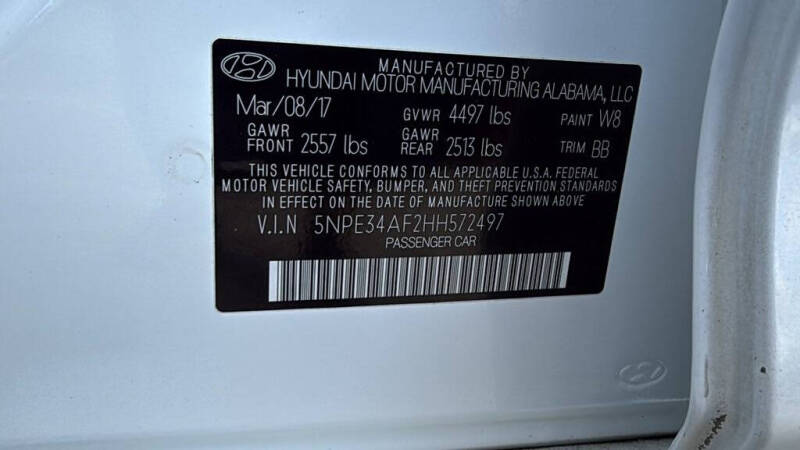 MANUFACTURED BY
HYUNDAI MOTOR MANUFACTURING ALABAMA, LLC
Mar/08/17 GVWR 4497 lbs PAINT W8
GAWR FRONT 2557 lbs GAWR REAR 2513 lbs TRIM BB
THIS VEHICLE CONFORMS TO ALL APPLICABLE U.S.A. FEDERAL
MOTOR VEHICLE SAFETY, BUMPER, AND THEFT PREVENTION STANDARDS
IN EFFECT ON THE DATE OF MANUFACTURE SHOWN ABOVE
V.I.N 5NPE34AF2HH572497
PASSENGER CAR